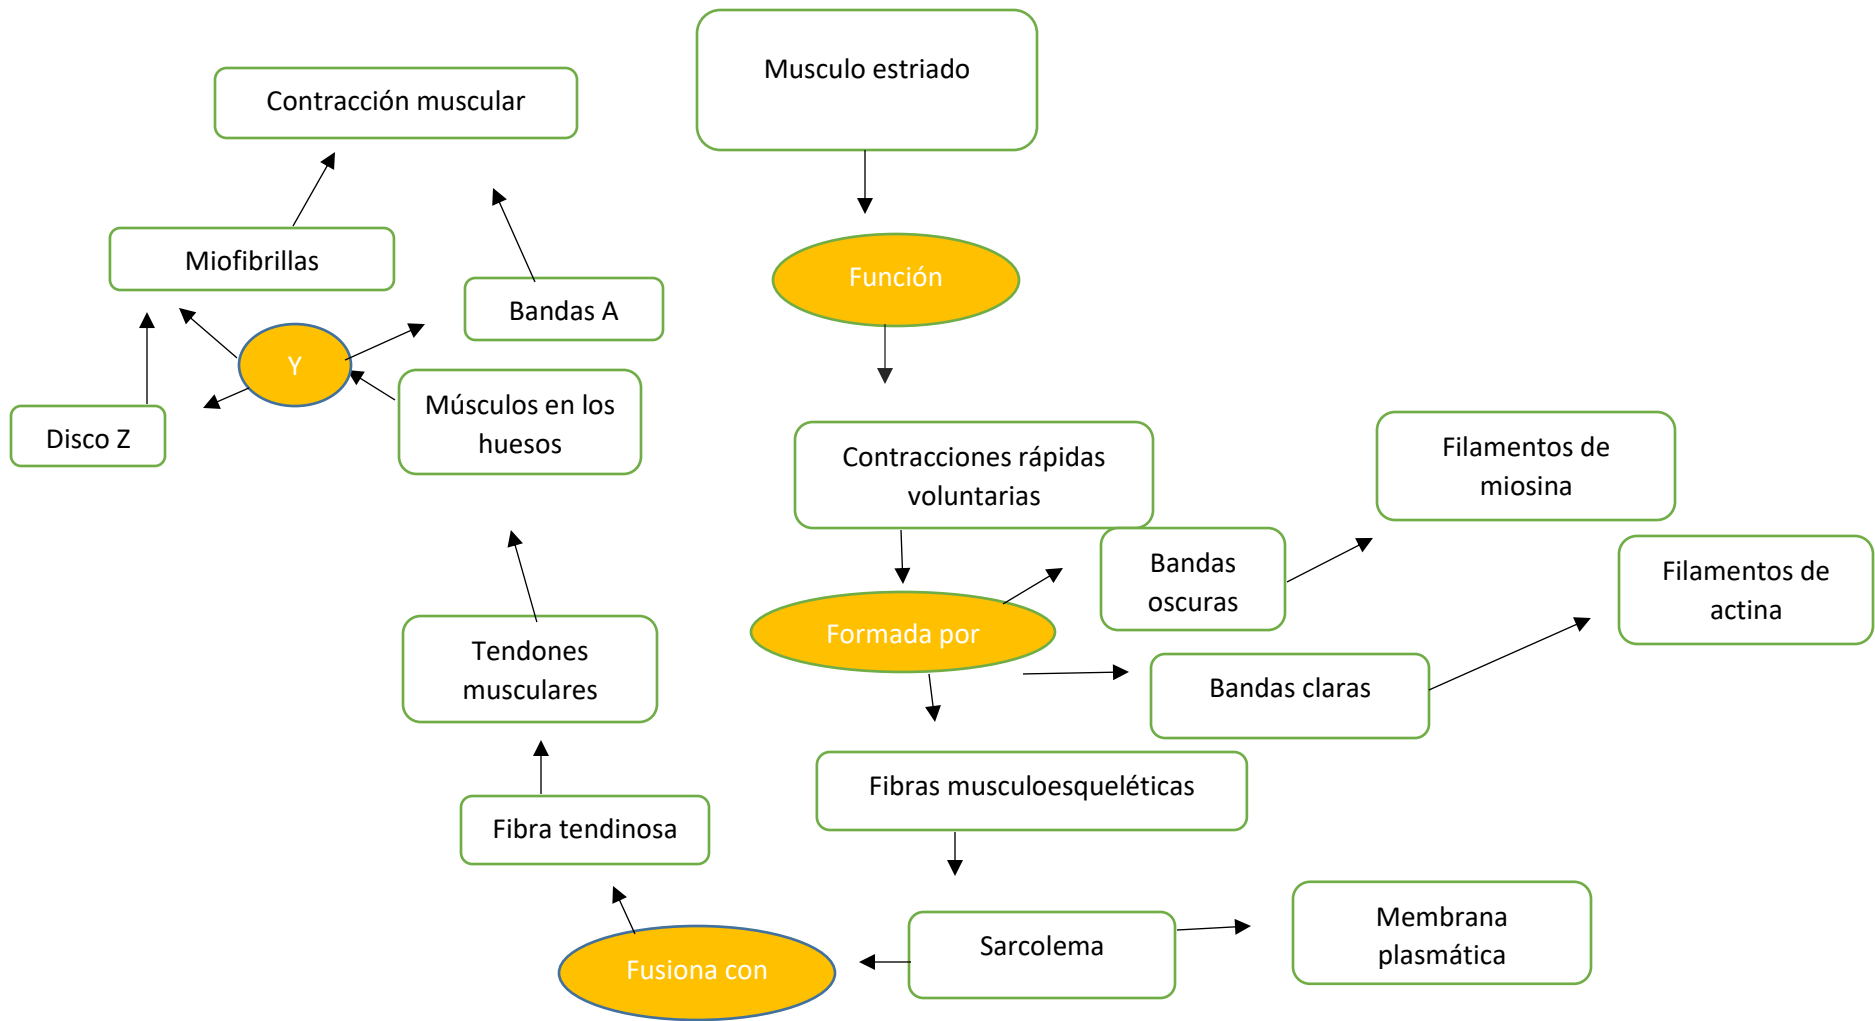 Musculo estriado
Contracción muscular
Miofibrillas
Función
Bandas A
Y
Músculos en los
huesos
Disco Z
Contracciones rápidas
voluntarias
Filamentos de
miosina
Bandas
oscuras
Filamentos de
actina
Formada por
Tendones
musculares
Bandas claras
Fibras musculoesqueléticas
Fibra tendinosa
Sarcolema
Membrana
plasmática
Fusiona con